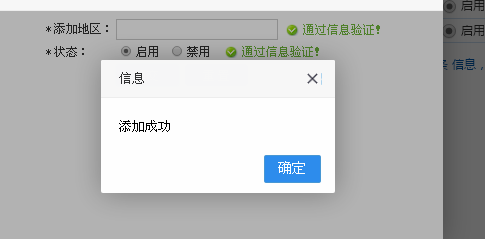 启用
*添加地区： 通过信息验证!
启用
*状态： 启用 禁用 通过信息验证!
信息
条 信息，
添加成功
确定